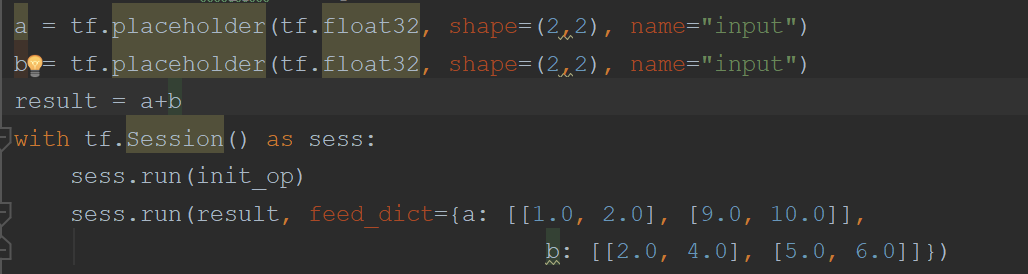 a = tf.placeholder(tf.float32, shape=(2,2), name="input")
b = tf.placeholder(tf.float32, shape=(2,2), name="input")
result = a+b
with tf.Session() as sess:
    sess.run(init_op)
    sess.run(result, feed_dict={a: [[1.0, 2.0], [9.0, 10.0]],
                                b: [[2.0, 4.0], [5.0, 6.0]]})